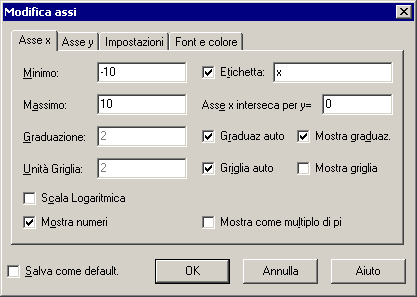 Modifica assi
Asse x Asse y Impostazioni Font e colore
Minimo: -10 Etichetta: x
Massimo: 10 Asse x interseca per y= 0
Graduazione: 2 Graduaz auto Mostra graduaz.
Unità Griglia: 2 Griglia auto Mostra griglia
Scala Logaritmica
Mostra numeri Mostra come multiplo di pi
Salva come default. OK Annulla Aiuto